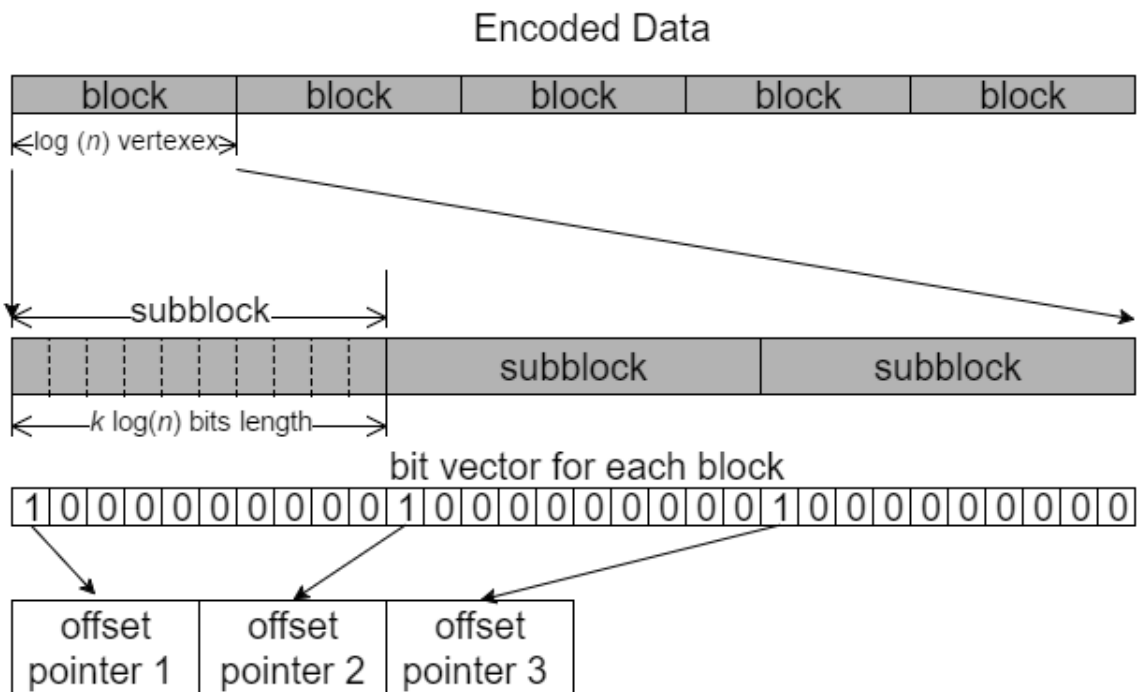 Encoded Data
block block block block block
log (n) vertexex
subblock
subblock subblock
k log(n) bits length
bit vector for each block
1 0 0 0 0 0 0 0 0 0 1 0 0 0 0 0 0 0 0 0 1 0 0 0 0 0 0 0 0 0
offset offset offset
pointer 1 pointer 2 pointer 3